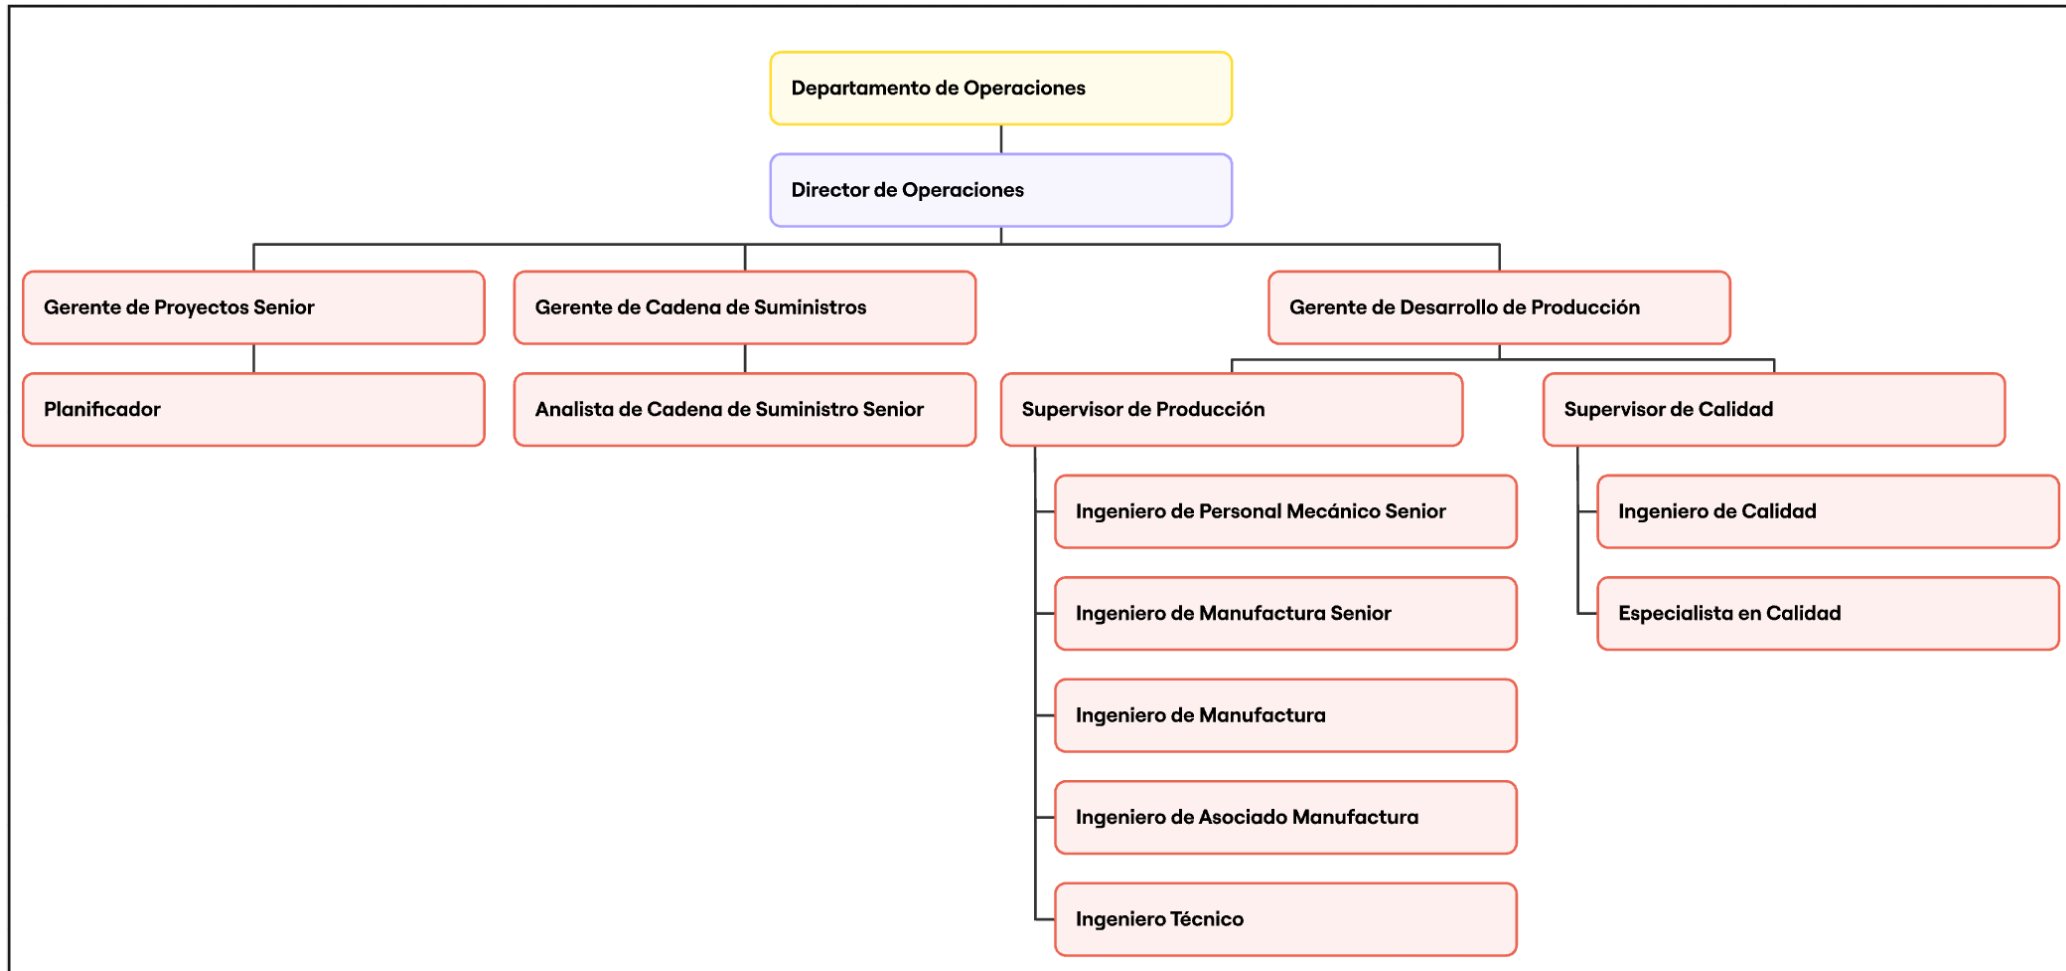 Departamento de Operaciones
Director de Operaciones
Gerente de Proyectos Senior
Gerente de Cadena de Suministros
Gerente de Desarrollo de Producción
Planificador
Analista de Cadena de Suministro Senior
Supervisor de Producción
Supervisor de Calidad
Ingeniero de Personal Mecánico Senior
Ingeniero de Calidad
Ingeniero de Manufactura Senior
Especialista en Calidad
Ingeniero de Manufactura
Ingeniero de Asociado Manufactura
Ingeniero Técnico